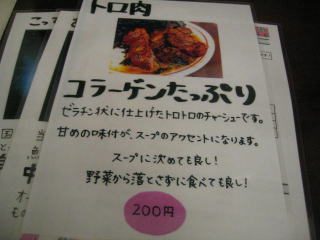 トロ肉
コラーゲンたっぷり
ゼラチン状に仕上げたトロトロのチャーシューです。
甘めの味付が、スープのアクセントになります。
スープに沈めても良し!
野菜から落とさずに食べても良し!
200円
こっ